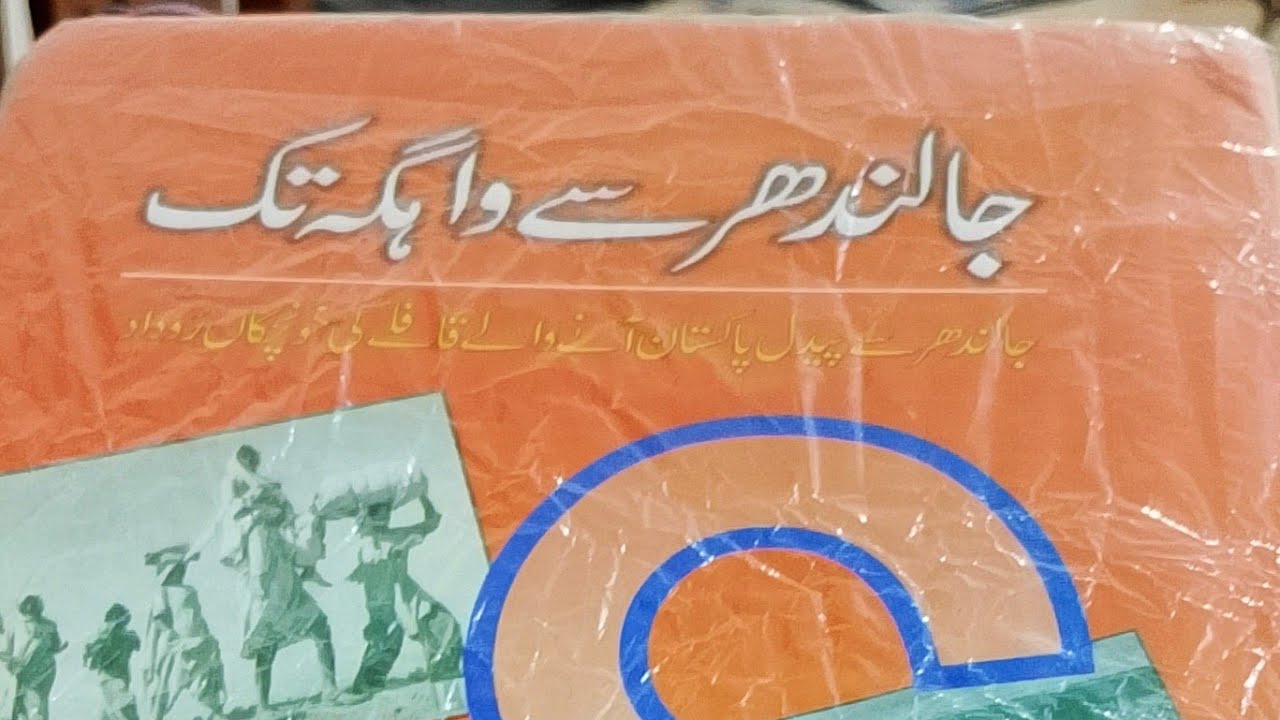 جالندھر سے واہگہ تک
جالندھر سے پیدل پاکستان آنے والے قافلے کی خونچکاں روداد